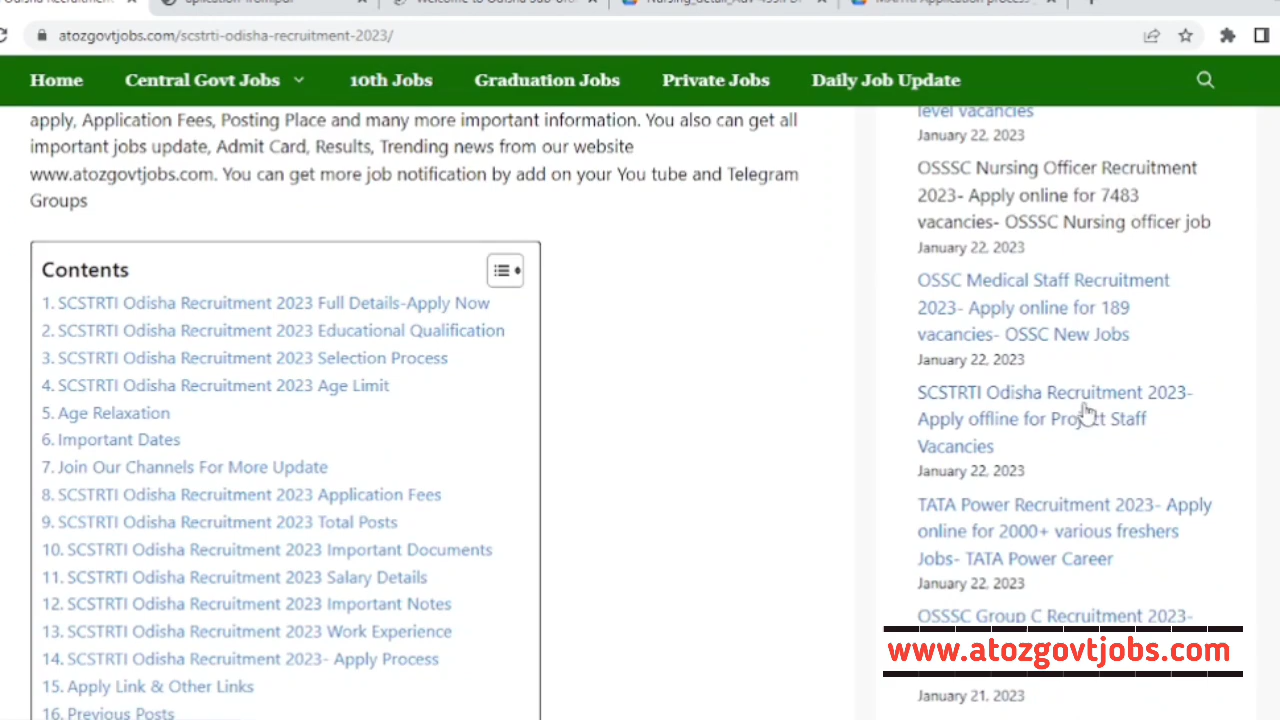 Odisha Recruitment
Welcome to Odisha Sub
atozgovtjobs.com/scstrti-odisha-recruitment-2023/
Home Central Govt Jobs 10th Jobs Graduation Jobs Private Jobs Daily Job Update
apply, Application Fees, Posting Place and many more important information. You also can get all
important jobs update, Admit Card, Results, Trending news from our website
www.atozgovtjobs.com. You can get more job notification by add on your You tube and Telegram
Groups
Contents
1. SCSTRTI Odisha Recruitment 2023 Full Details-Apply Now
2. SCSTRTI Odisha Recruitment 2023 Educational Qualification
3. SCSTRTI Odisha Recruitment 2023 Selection Process
4. SCSTRTI Odisha Recruitment 2023 Age Limit
5. Age Relaxation
6. Important Dates
7. Join Our Channels For More Update
8. SCSTRTI Odisha Recruitment 2023 Application Fees
9. SCSTRTI Odisha Recruitment 2023 Total Posts
10. SCSTRTI Odisha Recruitment 2023 Important Documents
11. SCSTRTI Odisha Recruitment 2023 Salary Details
12. SCSTRTI Odisha Recruitment 2023 Important Notes
13. SCSTRTI Odisha Recruitment 2023 Work Experience
14. SCSTRTI Odisha Recruitment 2023- Apply Process
15. Apply Link & Other Links
16. Previous Posts
level vacancies
January 22, 2023
OSSSC Nursing Officer Recruitment
2023- Apply online for 7483
vacancies- OSSSC Nursing officer job
January 22, 2023
OSSC Medical Staff Recruitment
2023- Apply online for 189
vacancies- OSSC New Jobs
January 22, 2023
SCSTRTI Odisha Recruitment 2023-
Apply offline for Project Staff
Vacancies
January 22, 2023
TATA Power Recruitment 2023- Apply
online for 2000+ various freshers
Jobs- TATA Power Career
January 22, 2023
OSSSC Group C Recruitment 2023-
www.atozgovtjobs.com
January 21, 2023